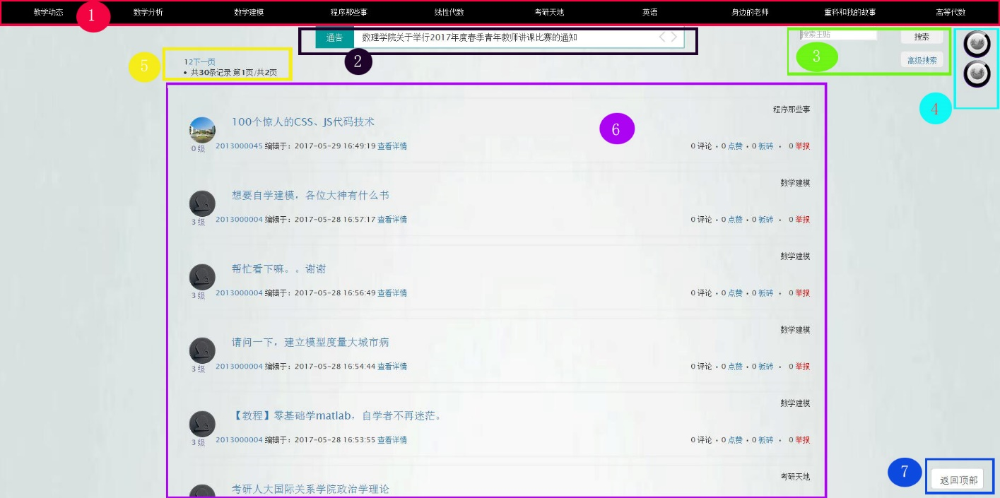 教学动态 数学分析 数学建模 程序那些事 线性代数 考研天地 英语 身边的老师 重科和我的故事 高等代数
1
通告 数理学院关于举行2017年度春季青年教师讲课比赛的通知
2
搜索主贴 搜索
3
高级搜索
4
5
12下一页
共30条记录 第1页/共2页
6
程序那些事
100个惊人的CSS、JS代码技术
0 级 2013000045 编辑于：2017-05-29 16:49:19 查看详情 0 评论 • 0 点赞 • 0 板砖 • 0 举报
数学建模
想要自学建模，各位大神有什么书
3 级 2013000004 编辑于：2017-05-28 16:57:17 查看详情 0 评论 • 0 点赞 • 0 板砖 • 0 举报
数学建模
帮忙看下嘛。。谢谢
3 级 2013000004 编辑于：2017-05-28 16:56:49 查看详情 0 评论 • 0 点赞 • 0 板砖 • 0 举报
数学建模
请问一下，建立模型度量大城市病
3 级 2013000004 编辑于：2017-05-28 16:54:44 查看详情 0 评论 • 0 点赞 • 0 板砖 • 0 举报
数学建模
【教程】零基础学matlab，自学者不再迷茫。
3 级 2013000004 编辑于：2017-05-28 16:53:55 查看详情 0 评论 • 0 点赞 • 0 板砖 • 0 举报
考研天地
考研人大国际关系学院政治学理论
7
返回顶部